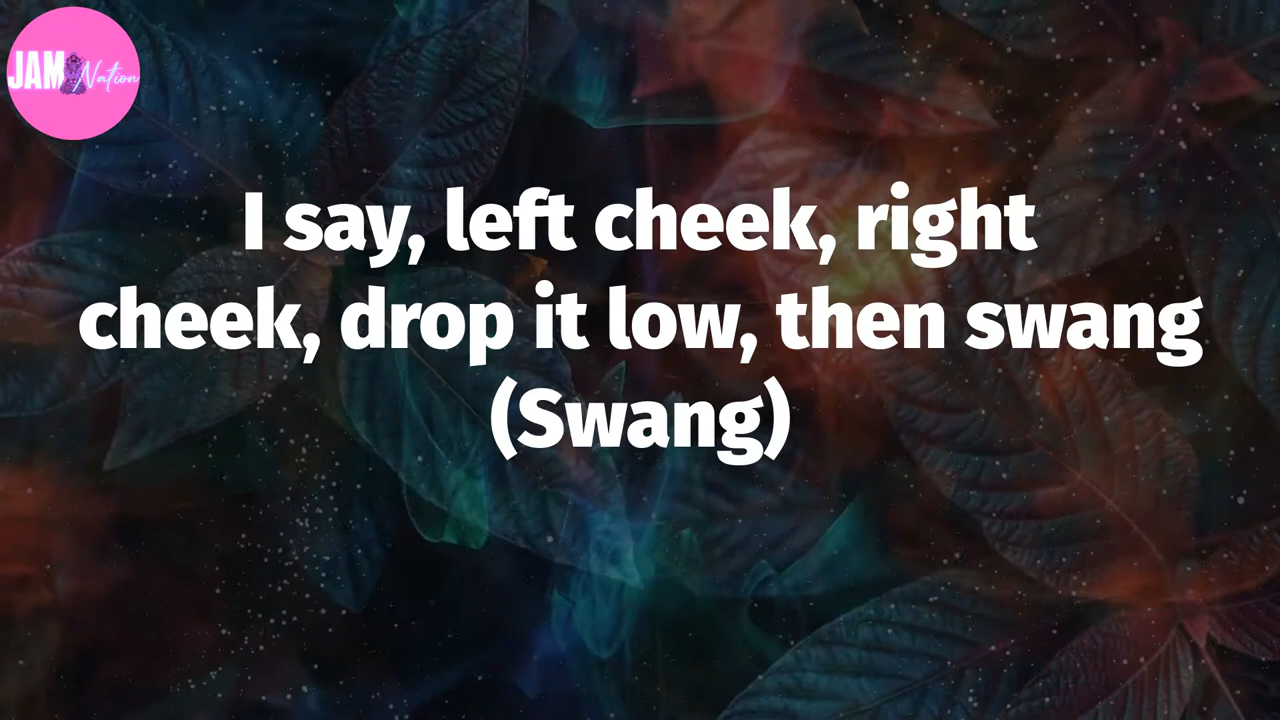 JAM Nation
I say, left cheek, right
cheek, drop it low, then swang
(Swang)